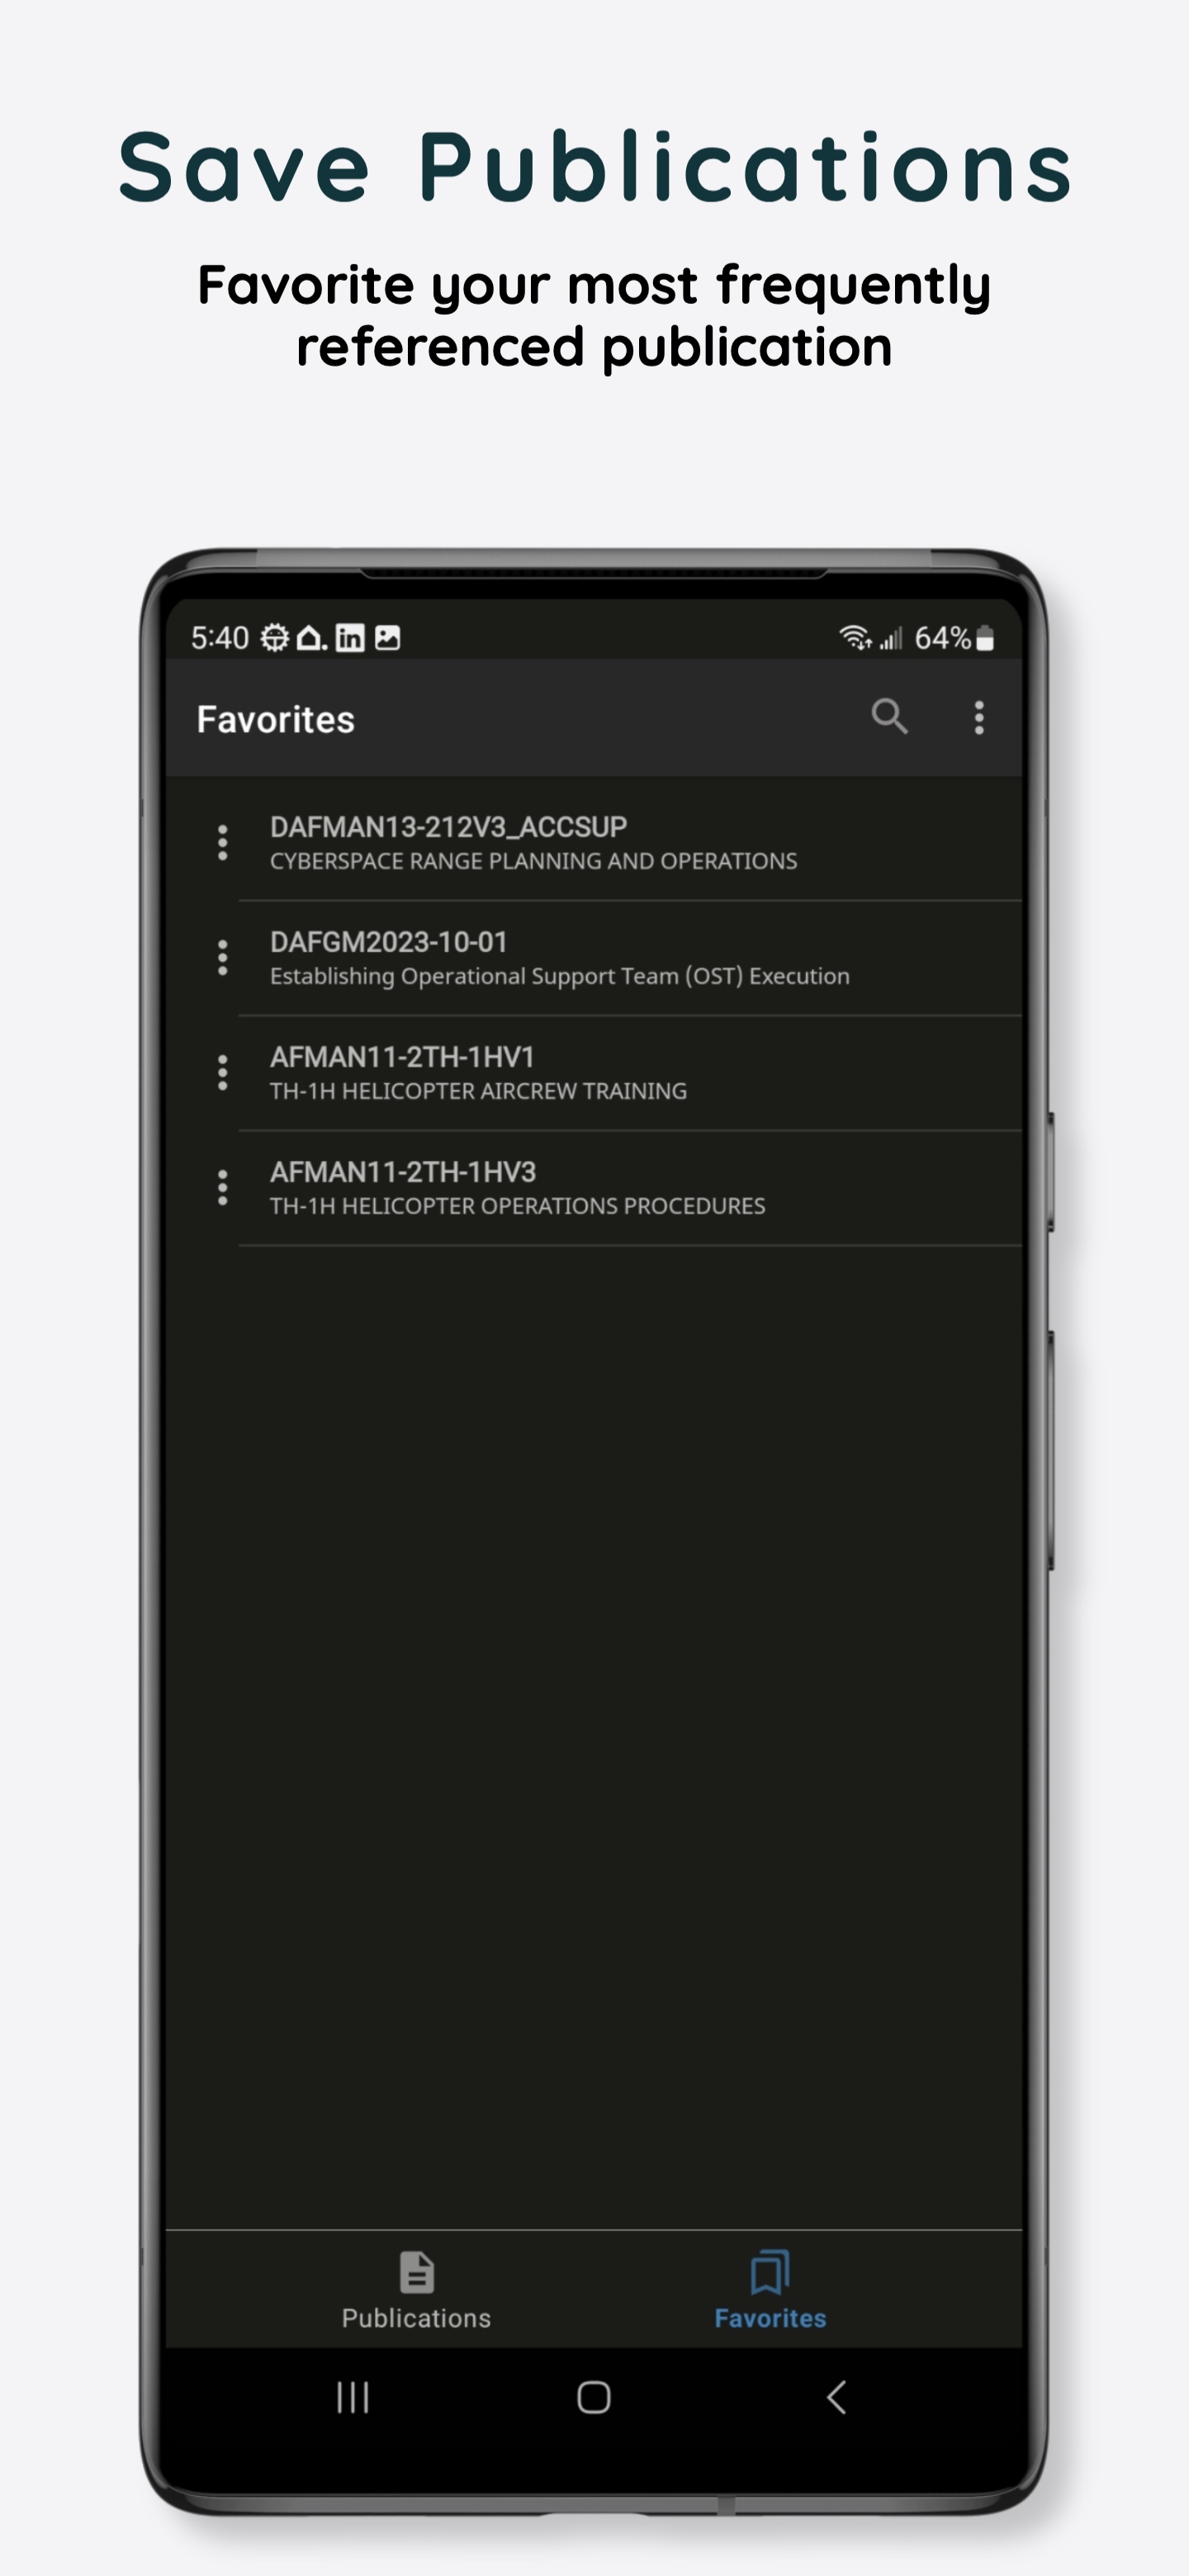 Save Publications
Favorite your most frequently
referenced publication
5:40 in 64%
Favorites
DAFMAN13-212V3_ACCSUP
CYBERSPACE RANGE PLANNING AND OPERATIONS
DAFGM2023-10-01
Establishing Operational Support Team (OST) Execution
AFMAN11-2TH-1HV1
TH-1H HELICOPTER AIRCREW TRAINING
AFMAN11-2TH-1HV3
TH-1H HELICOPTER OPERATIONS PROCEDURES
Publications Favorites